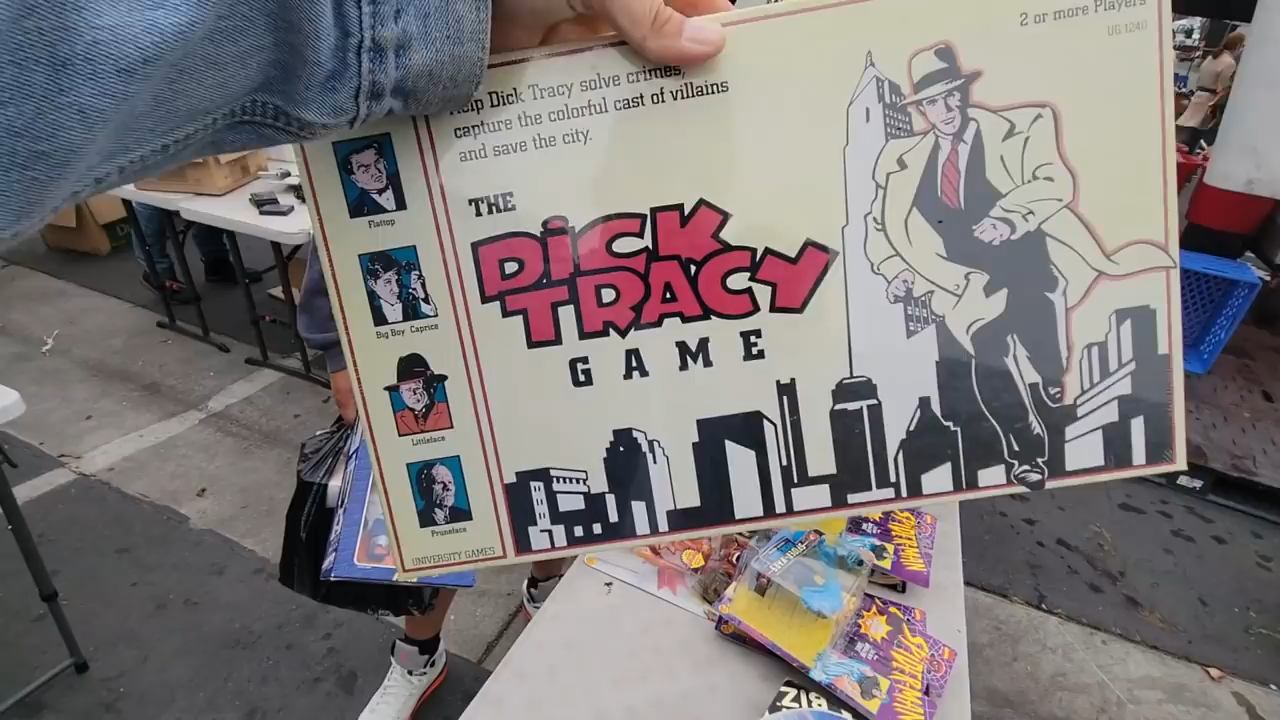 2 or more Players
UG 1240
Help Dick Tracy solve crimes,
capture the colorful cast of villains
and save the city.
THE
DiCK
TRACY
GAME
Flattop
Big Boy Caprice
Littleface
Pruneface
UNIVERSITY GAMES
SPIDER-MAN
SPIDER-MAN
BIZ